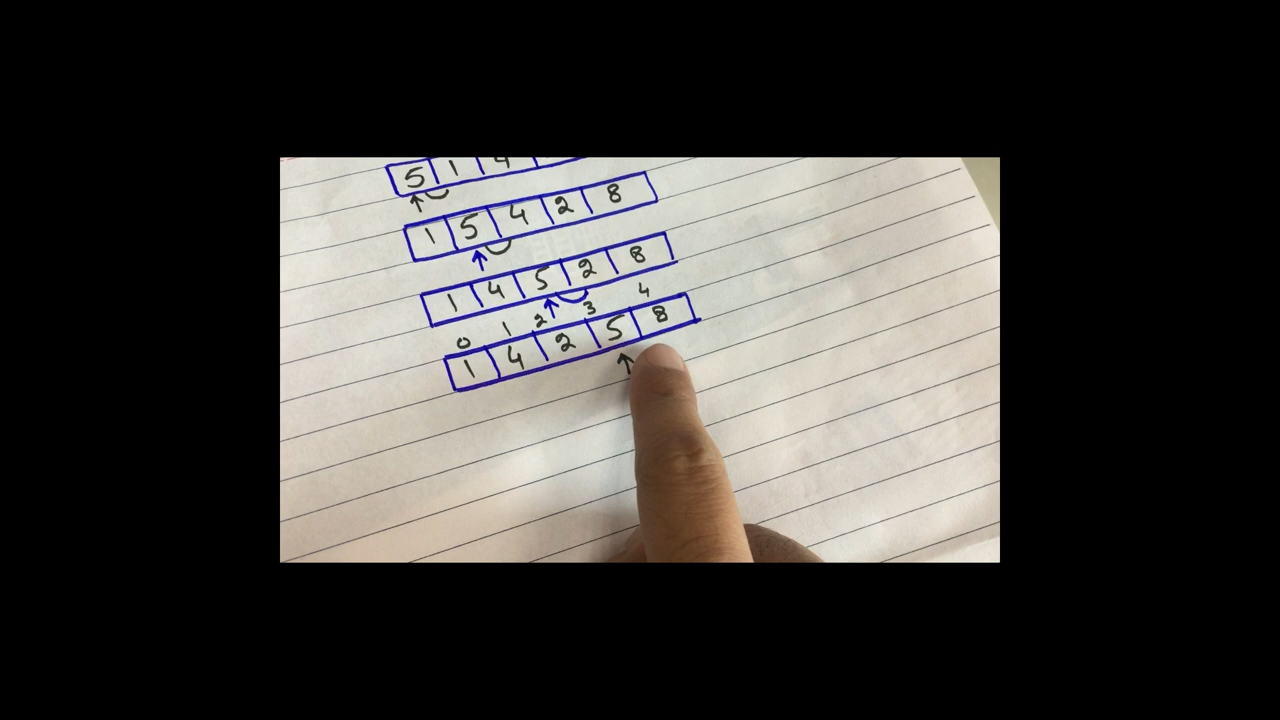 5 1 4
1 5 4 2 8
1 4 5 2 8
0 1 2 3 4
1 4 2 5 8